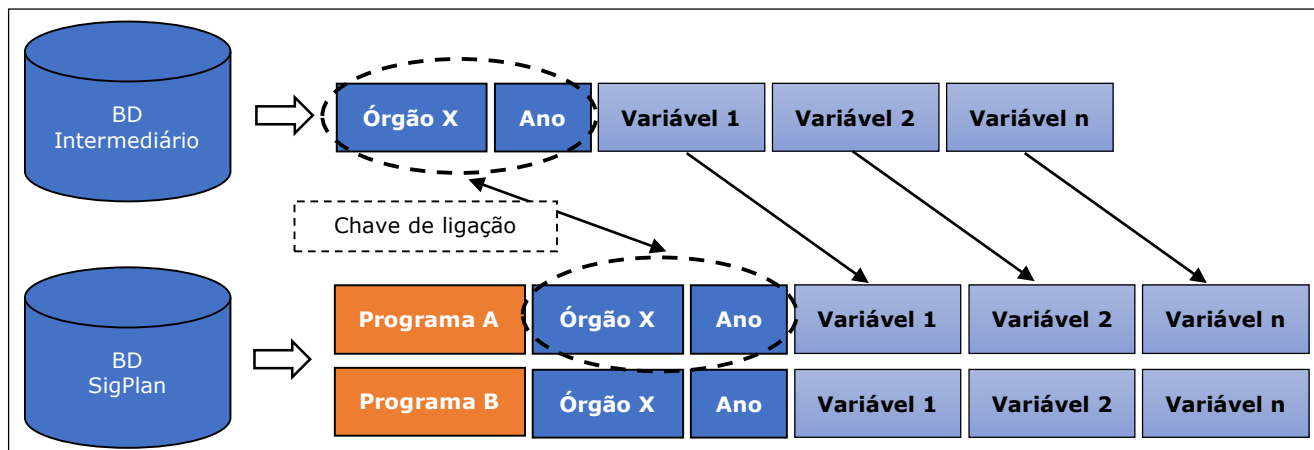 BD
Intermediário
Órgão X Ano Variável 1 Variável 2 Variável n
Chave de ligação
BD
SigPlan
Programa A Órgão X Ano Variável 1 Variável 2 Variável n
Programa B Órgão X Ano Variável 1 Variável 2 Variável n